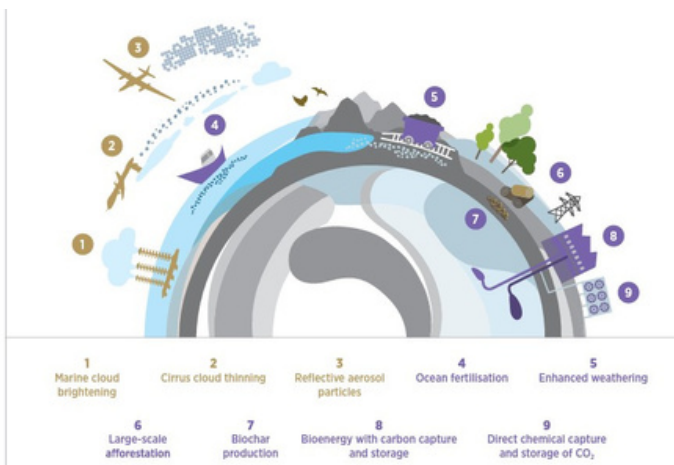 3
5
4
2
6
7
1
8
9
1
Marine cloud
brightening
2
Cirrus cloud thinning
3
Reflective aerosol
particles
4
Ocean fertilisation
5
Enhanced weathering
6
Large-scale
afforestation
7
Biochar
production
8
Bioenergy with carbon capture
and storage
9
Direct chemical capture
and storage of CO₂